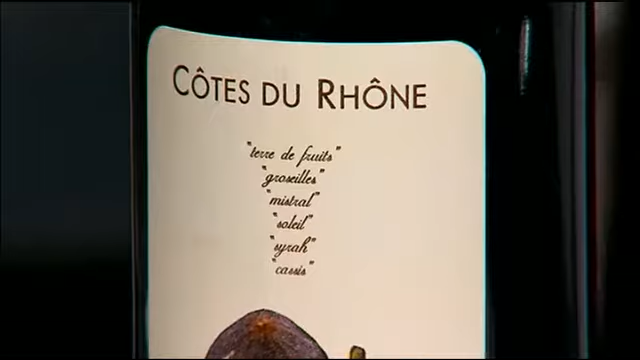 CÔTES DU RHÔNE
"terre de fruits"
"groseilles"
"mistral"
"soleil"
"syrah"
"cassis"